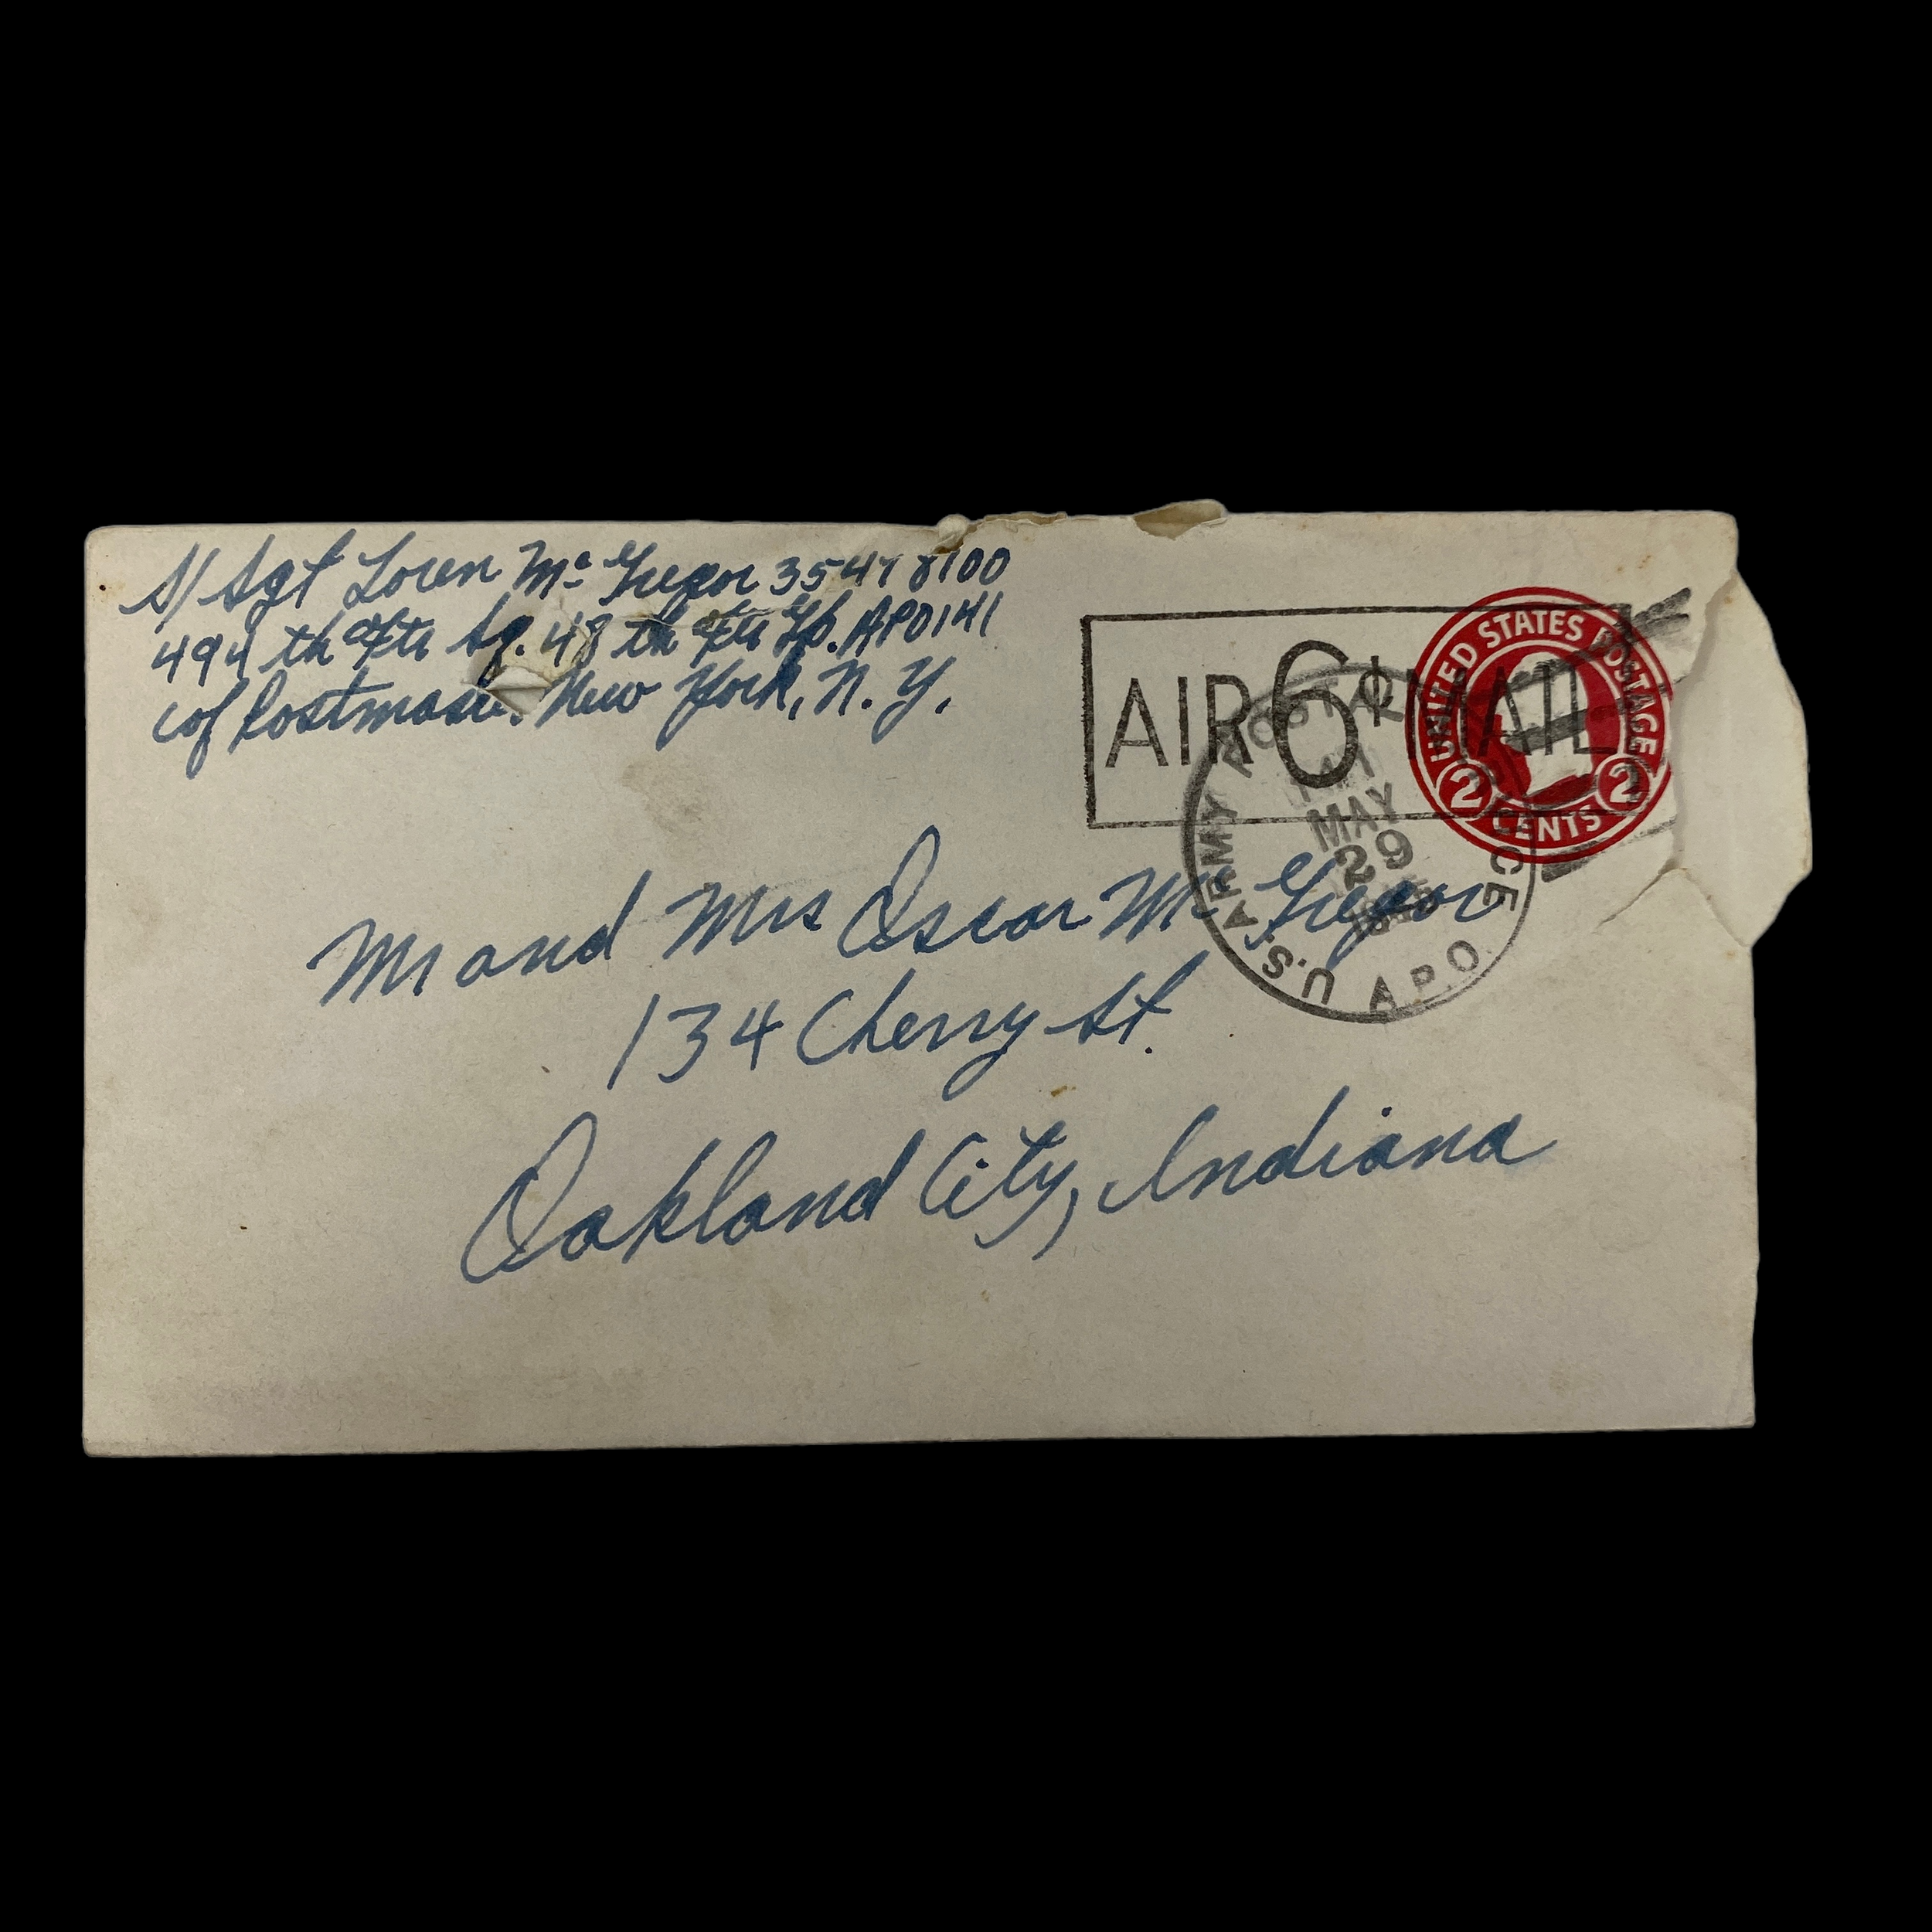 S/Sgt Loren McGregor 35478100
494th Ftr Sq. 48th Ftr Gp. APO 141
c/o Postmaster New York, N.Y.
AIR 6¢ MAIL
UNITED STATES POSTAGE
2 CENTS 2
U.S. ARMY POSTAL
MAY
29
A.P.O.
Mr and Mrs Oscar McGregor
134 Cherry St.
Oakland City, Indiana